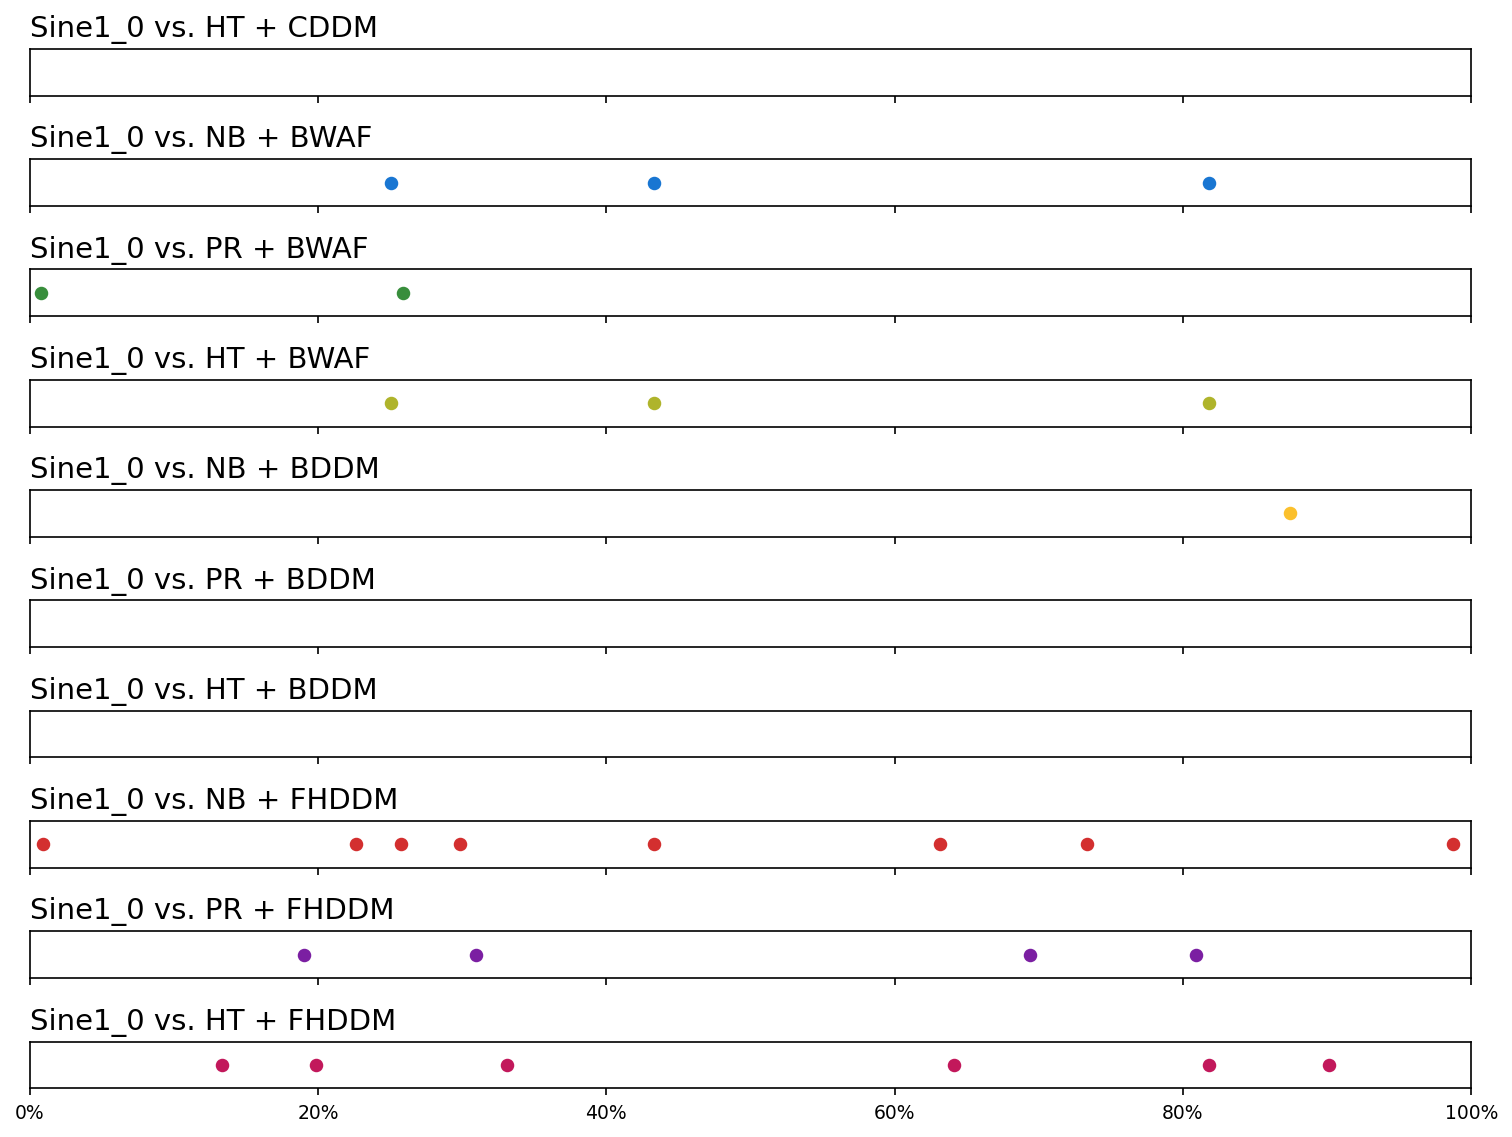 Sine1_0 vs. HT + CDDM
Sine1_0 vs. NB + BWAF
Sine1_0 vs. PR + BWAF
Sine1_0 vs. HT + BWAF
Sine1_0 vs. NB + BDDM
Sine1_0 vs. PR + BDDM
Sine1_0 vs. HT + BDDM
Sine1_0 vs. NB + FHDDM
Sine1_0 vs. PR + FHDDM
Sine1_0 vs. HT + FHDDM
0% 20% 40% 60% 80% 100%